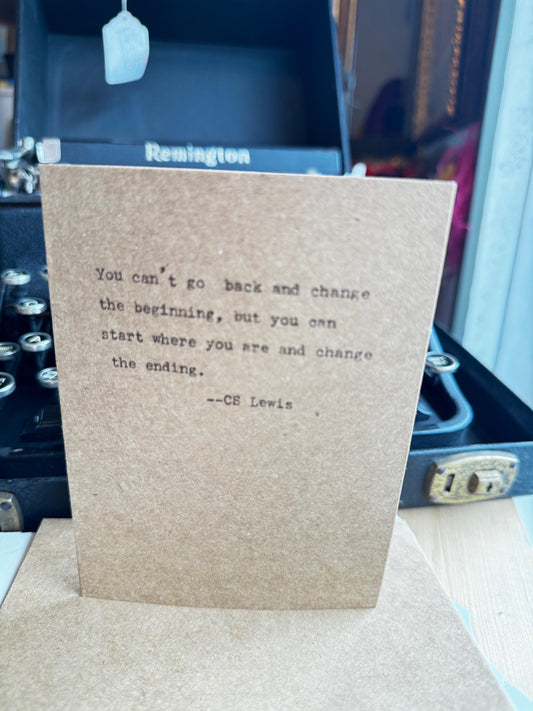 Remington
You can't go back and change
the beginning, but you can
start where you are and change
the ending.
--CS Lewis